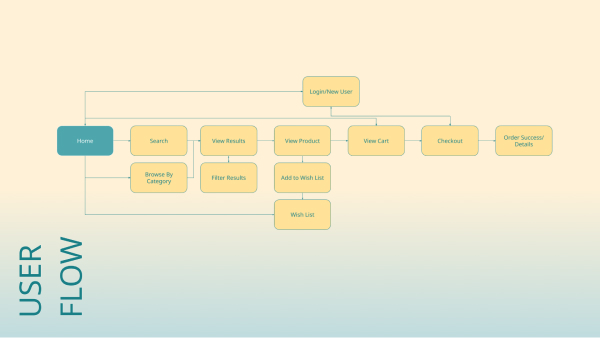 Login/New User
Home
Search
View Results
View Product
View Cart
Checkout
Order Success/
Details
Browse By
Category
Filter Results
Add to Wish List
Wish List
USER
FLOW